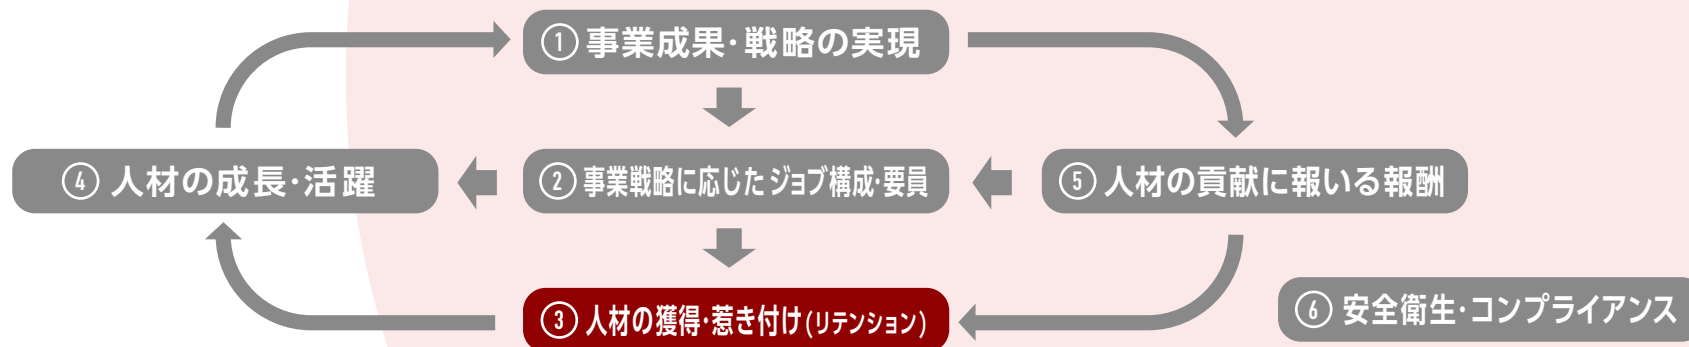 ① 事業成果・戦略の実現
④ 人材の成長・活躍
② 事業戦略に応じた ジョブ構成・要員
⑤ 人材の貢献に報いる報酬
③ 人材の獲得・惹き付け(リテンション)
⑥ 安全衛生・コンプライアンス